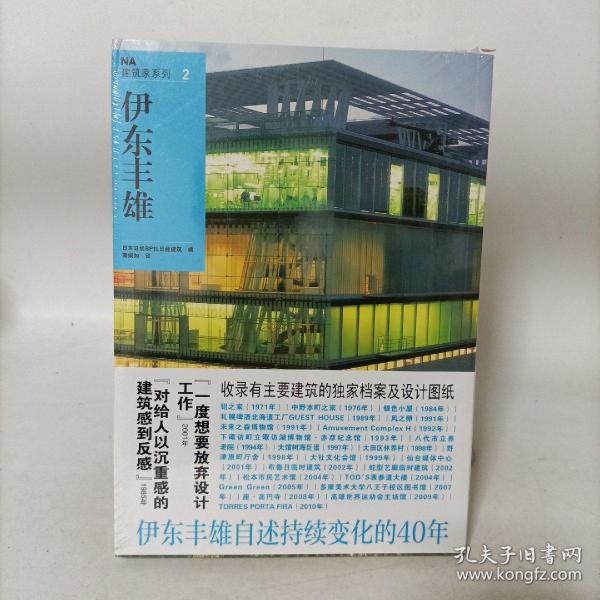 NA
建筑家系列 2
伊东丰雄
日本日经BP社日经建筑 编
『一度想要放弃设计
工作』2001年
『对给人以沉重感的
建筑感到反感』1985年
收录有主要建筑的独家档案及设计图纸
铝之家（1971年）｜中野本町之家（1976年）｜银色小屋（1984年）｜
札幌啤酒北海道工厂GUEST HOUSE（1989年）｜风之卵（1991年）｜
未来之森博物馆（1991年）｜Amusement Complex H（1992年）｜
下诹访町立诹访湖博物馆·赤彦纪念馆（1993年）｜八代市立养
老院（1994年）｜大馆树海巨蛋（1997年）｜大田区休养村（1998年）｜野
津原町厅舍（1998年）｜大社文化会馆（1999年）｜仙台媒体中心
（2001年）｜布鲁日临时建筑（2002年）｜蛇型艺廊临时建筑（2002
年）｜松本市民艺术馆（2004年）｜TOD'S表参道大楼（2004年）｜
Green Green（2005年）｜多摩美术大学八王子校区图书馆（2007
年）｜座·高円寺（2008年）｜高雄世界运动会主场馆（2009年）｜
TORRES PORTA FIRA（2010年）
伊东丰雄自述持续变化的40年
孔夫子旧书网
www.kongfz.com